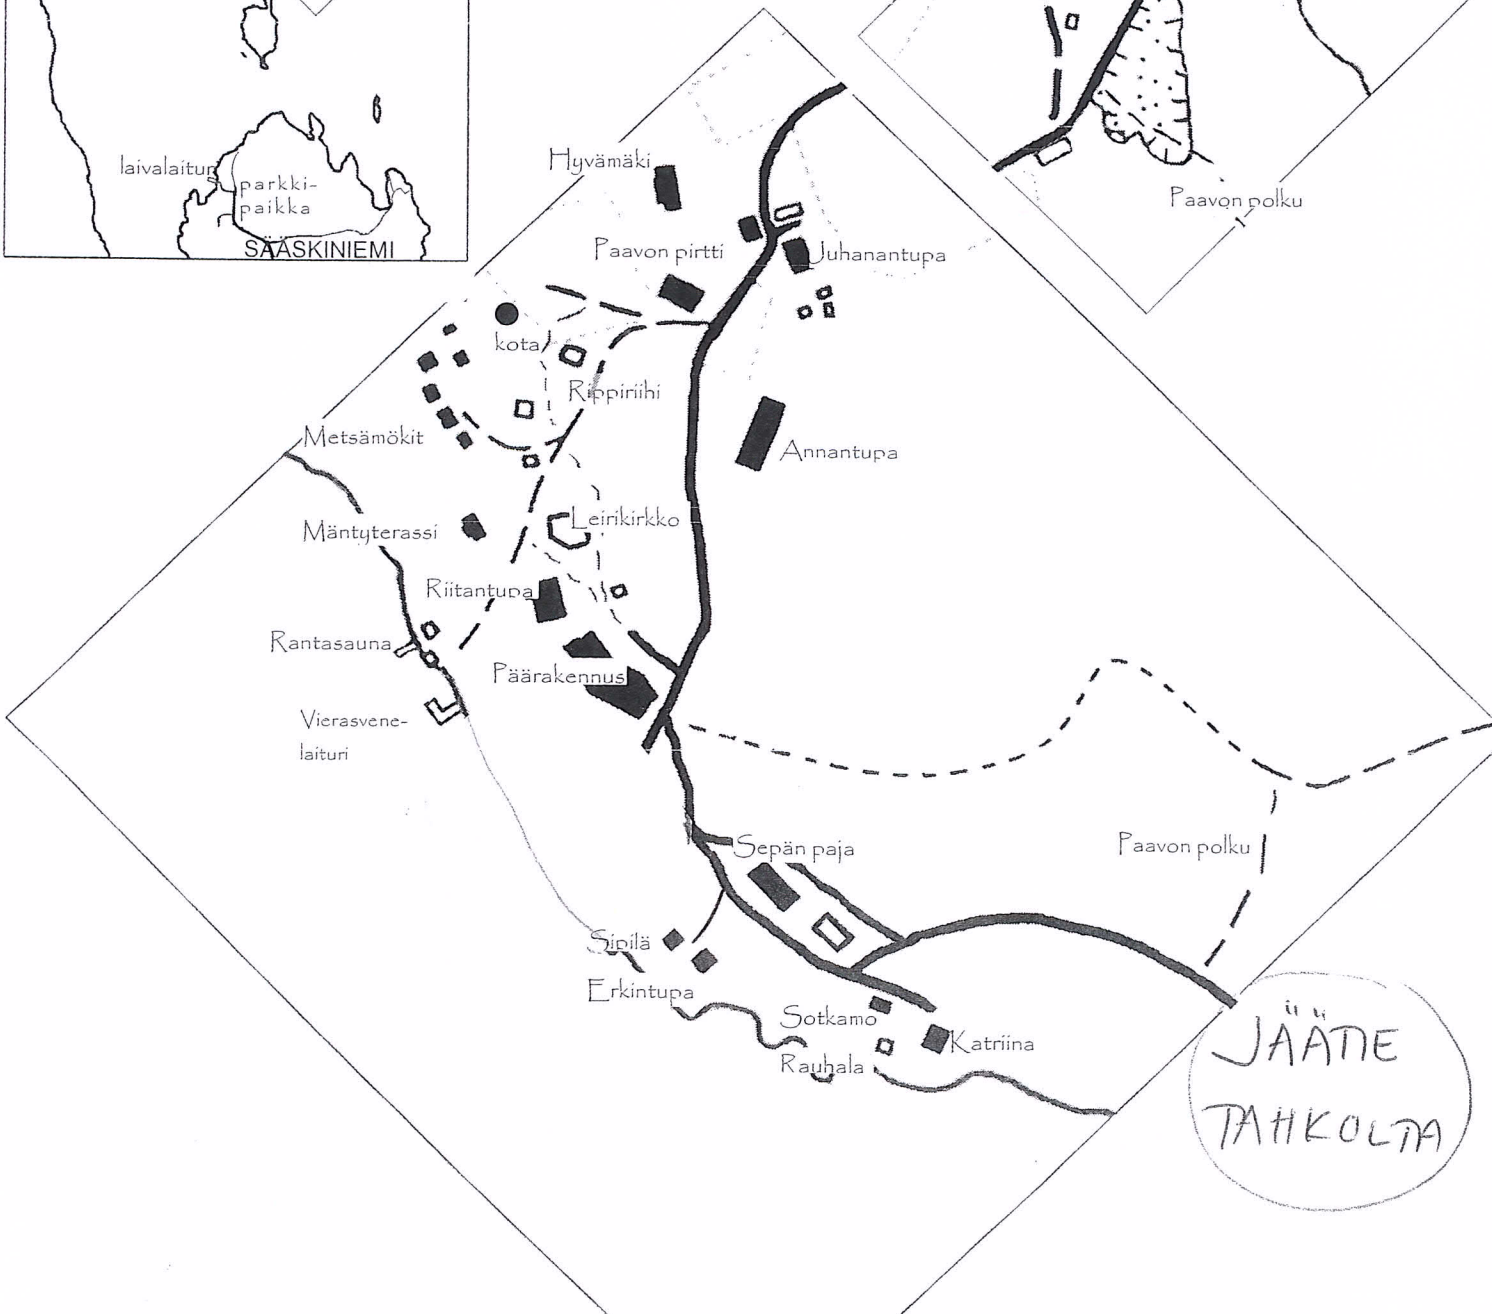 laivalaituri
parkki-
paikka
SÄÄSKINIEMI
Paavon polku
Hyvämäki
Paavon pirtti
Juhanantupa
kota
Rippiriihi
Metsämökit
Annantupa
Mäntyterassi
Leirikirkko
Riitantupa
Rantasauna
Päärakennus
Vierasvene-
laituri
Sepän paja
Paavon polku
Sipilä
Erkintupa
Sotkamo
Katriina
Rauhala
JÄÄTIE
TAHKOLTA